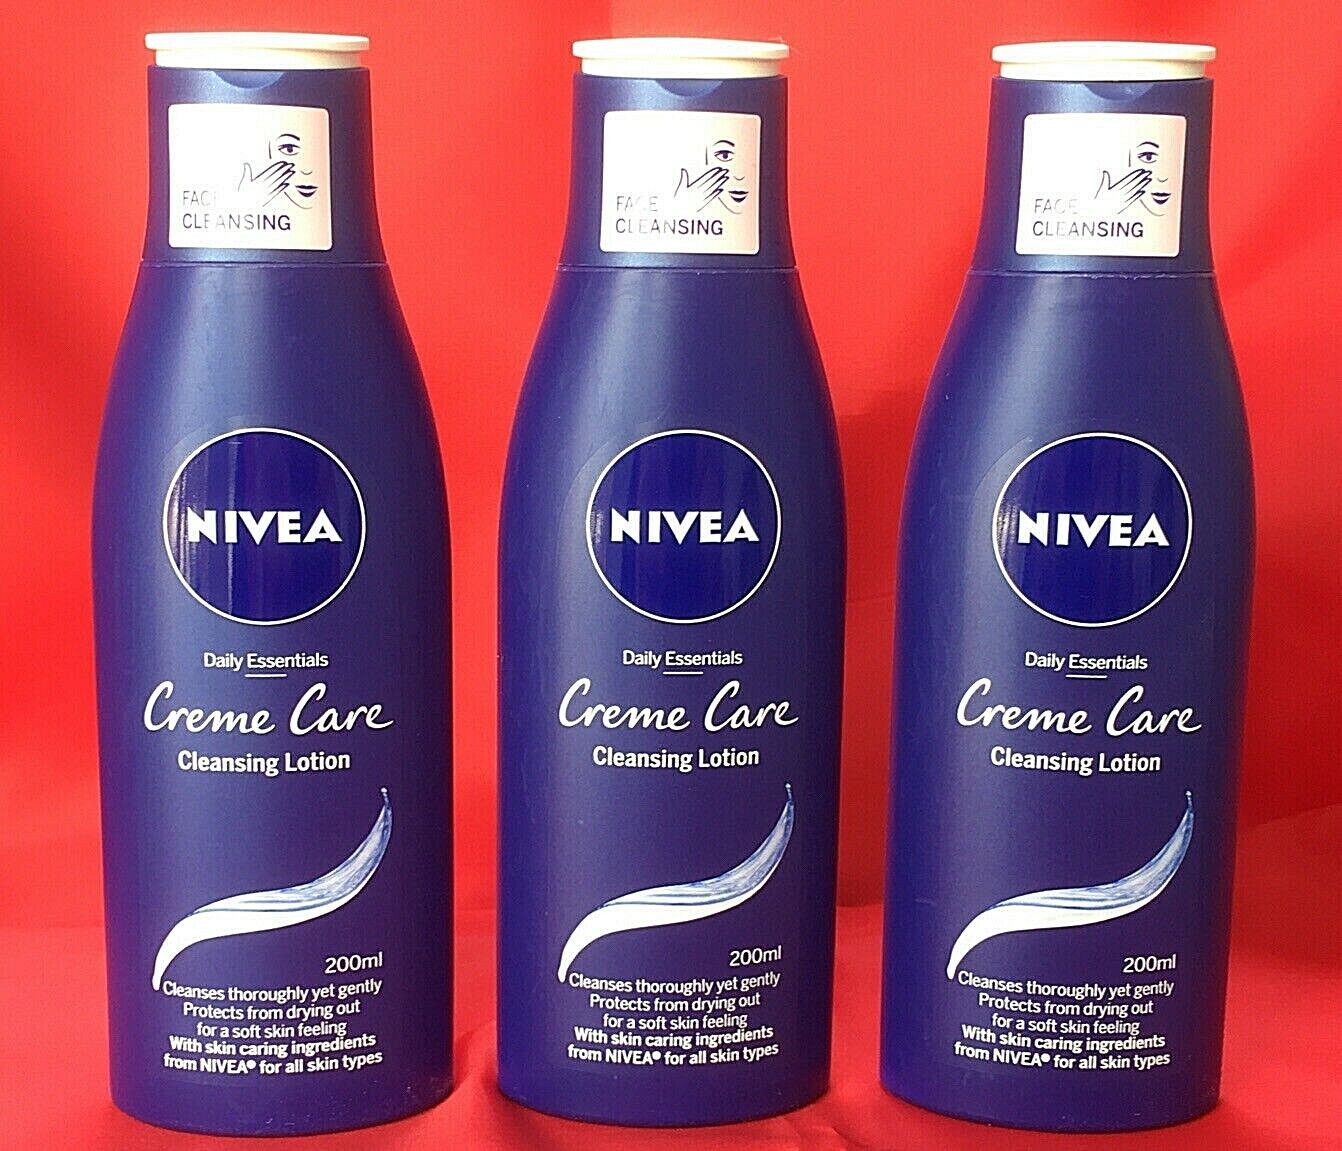 FACE
CLEANSING
NIVEA
Daily Essentials
Creme Care
Cleansing Lotion
200ml
Cleanses thoroughly yet gently
Protects from drying out
for a soft skin feeling
With skin caring ingredients
from NIVEA® for all skin types
FACE
CLEANSING
NIVEA
Daily Essentials
Creme Care
Cleansing Lotion
200ml
Cleanses thoroughly yet gently
Protects from drying out
for a soft skin feeling
With skin caring ingredients
from NIVEA® for all skin types
FACE
CLEANSING
NIVEA
Daily Essentials
Creme Care
Cleansing Lotion
200ml
Cleanses thoroughly yet gently
Protects from drying out
for a soft skin feeling
With skin caring ingredients
from NIVEA® for all skin types